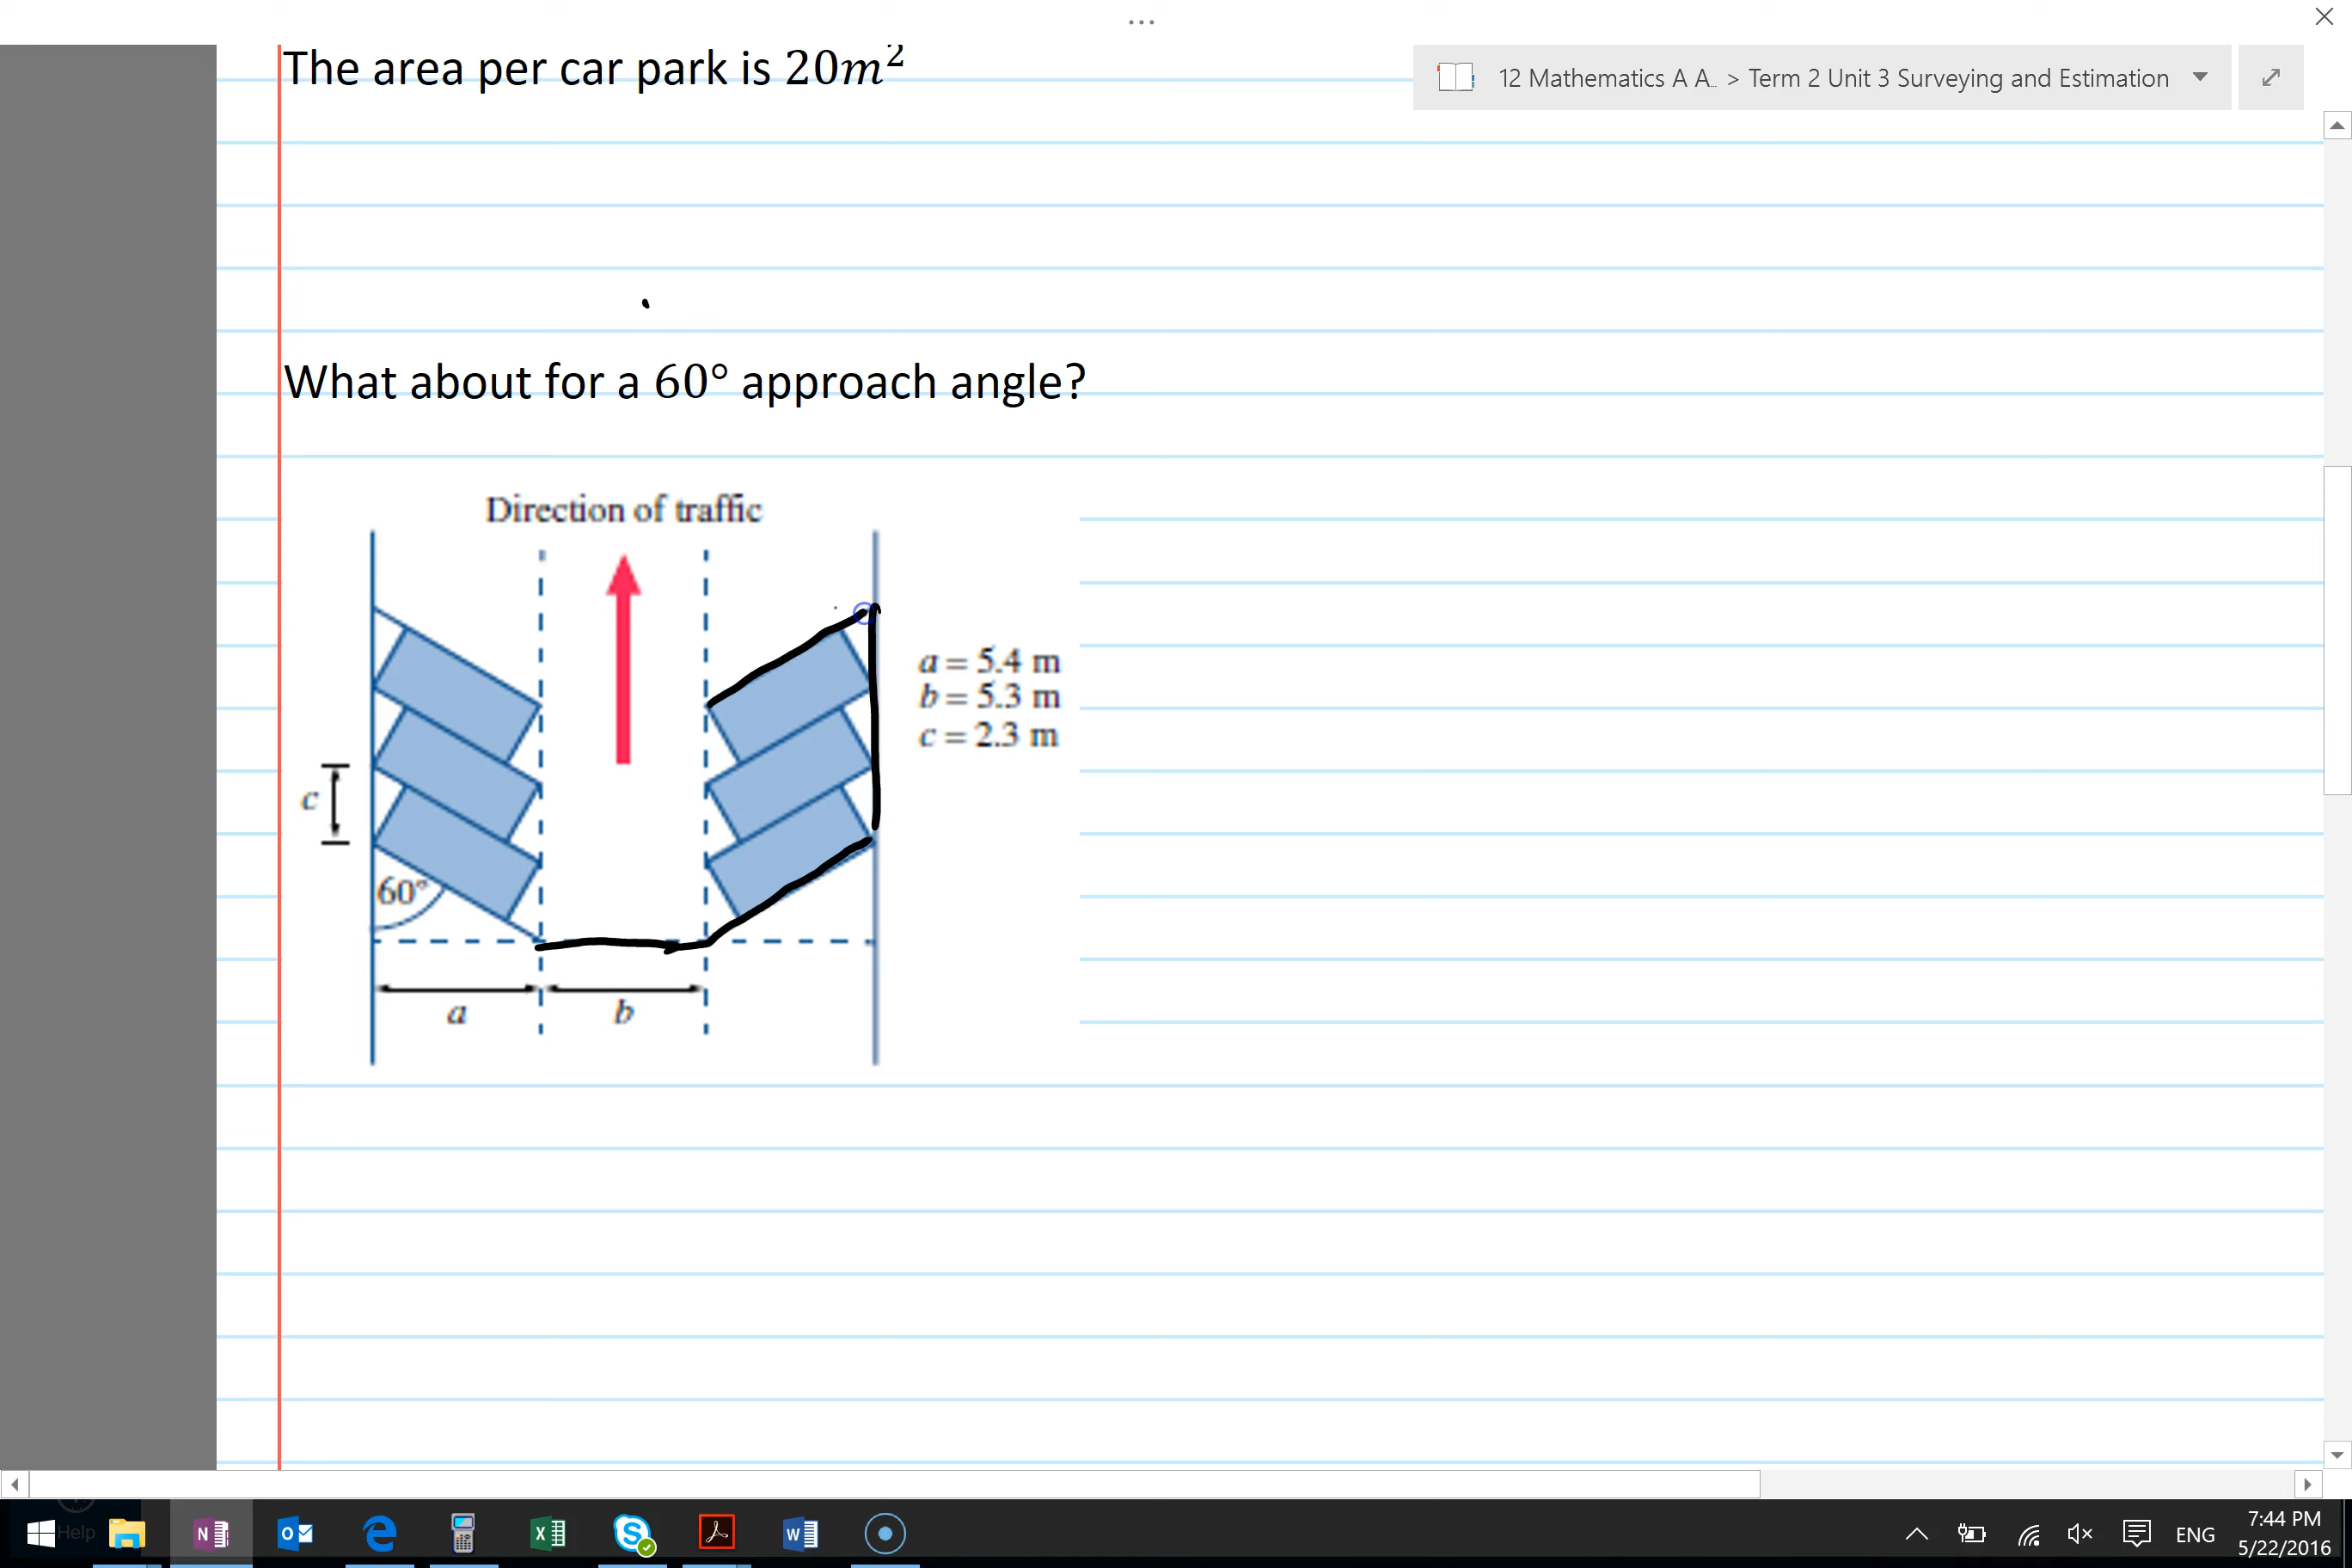 The area per car park is 20m²
12 Mathematics A A... > Term 2 Unit 3 Surveying and Estimation
What about for a 60° approach angle?
Direction of traffic
a = 5.4 m
b = 5.3 m
c = 2.3 m
c
60°
a
b
Help
ENG
7:44 PM
5/22/2016